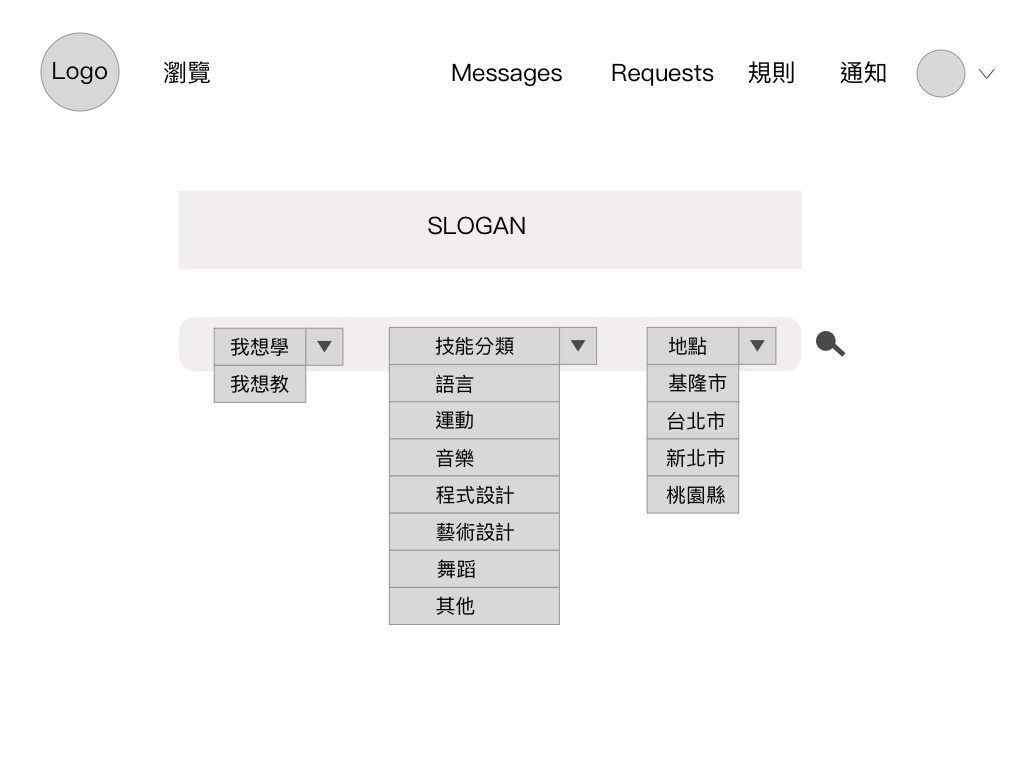 Logo
瀏覽
Messages
Requests
規則
通知
SLOGAN
我想學
我想教
技能分類
語言
運動
音樂
程式設計
藝術設計
舞蹈
其他
地點
基隆市
台北市
新北市
桃園縣